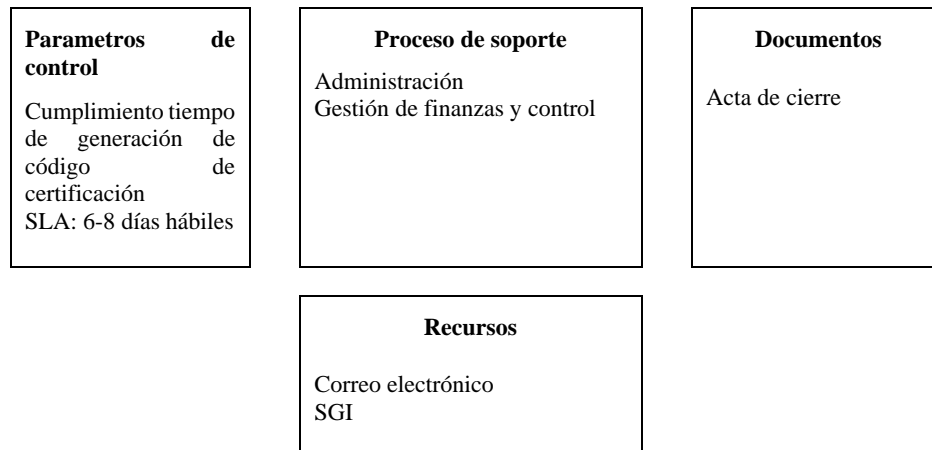 Parametros de
control
Cumplimiento tiempo
de generación de
código de
certificación
SLA: 6-8 días hábiles
Proceso de soporte
Administración
Gestión de finanzas y control
Documentos
Acta de cierre
Recursos
Correo electrónico
SGI